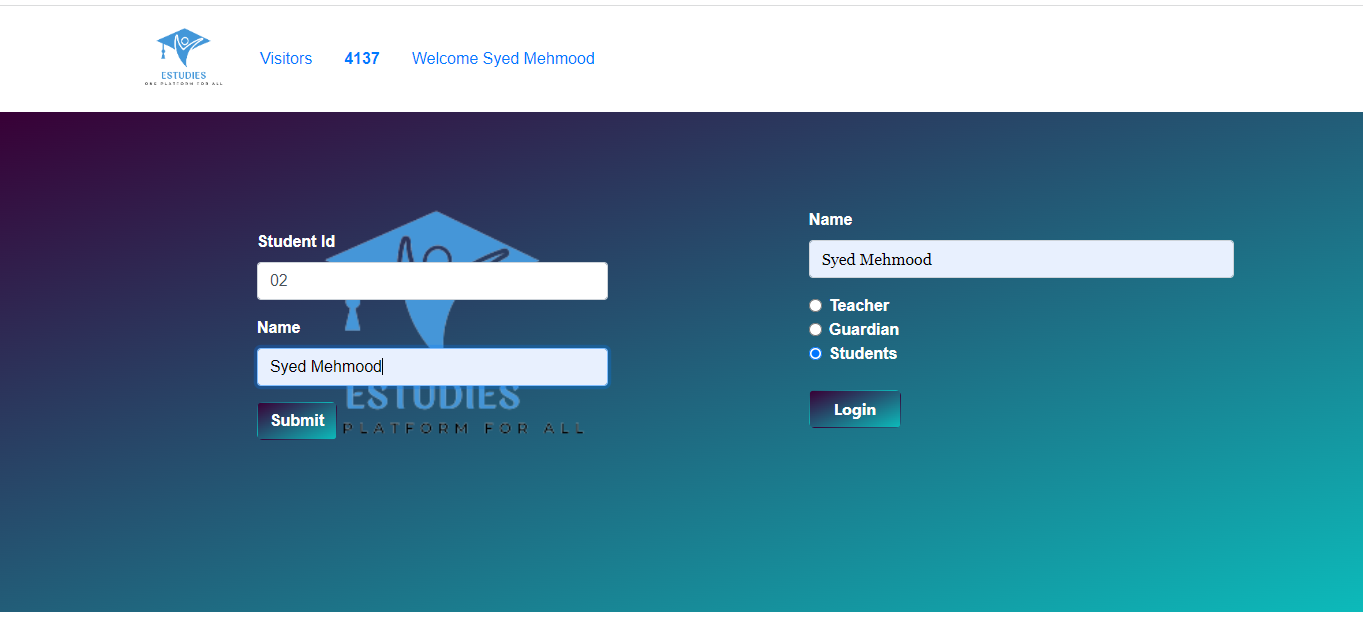 ESTUDIES
ONE PLATFORM FOR ALL
Visitors 4137 Welcome Syed Mehmood
Student Id
02
Name
Syed Mehmood
Submit
ESTUDIES
PLATFORM FOR ALL
Name
Syed Mehmood
Teacher
Guardian
Students
Login